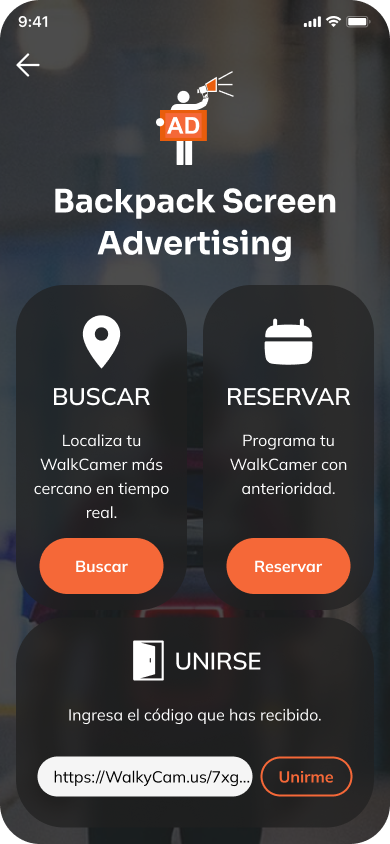 9:41
AD
Backpack Screen
Advertising
BUSCAR
Localiza tu
WalkCamer más
cercano en tiempo
real.
Buscar
RESERVAR
Programa tu
WalkCamer con
anterioridad.
Reservar
UNIRSE
Ingresa el código que has recibido.
https://WalkyCam.us/7xg...
Unirme